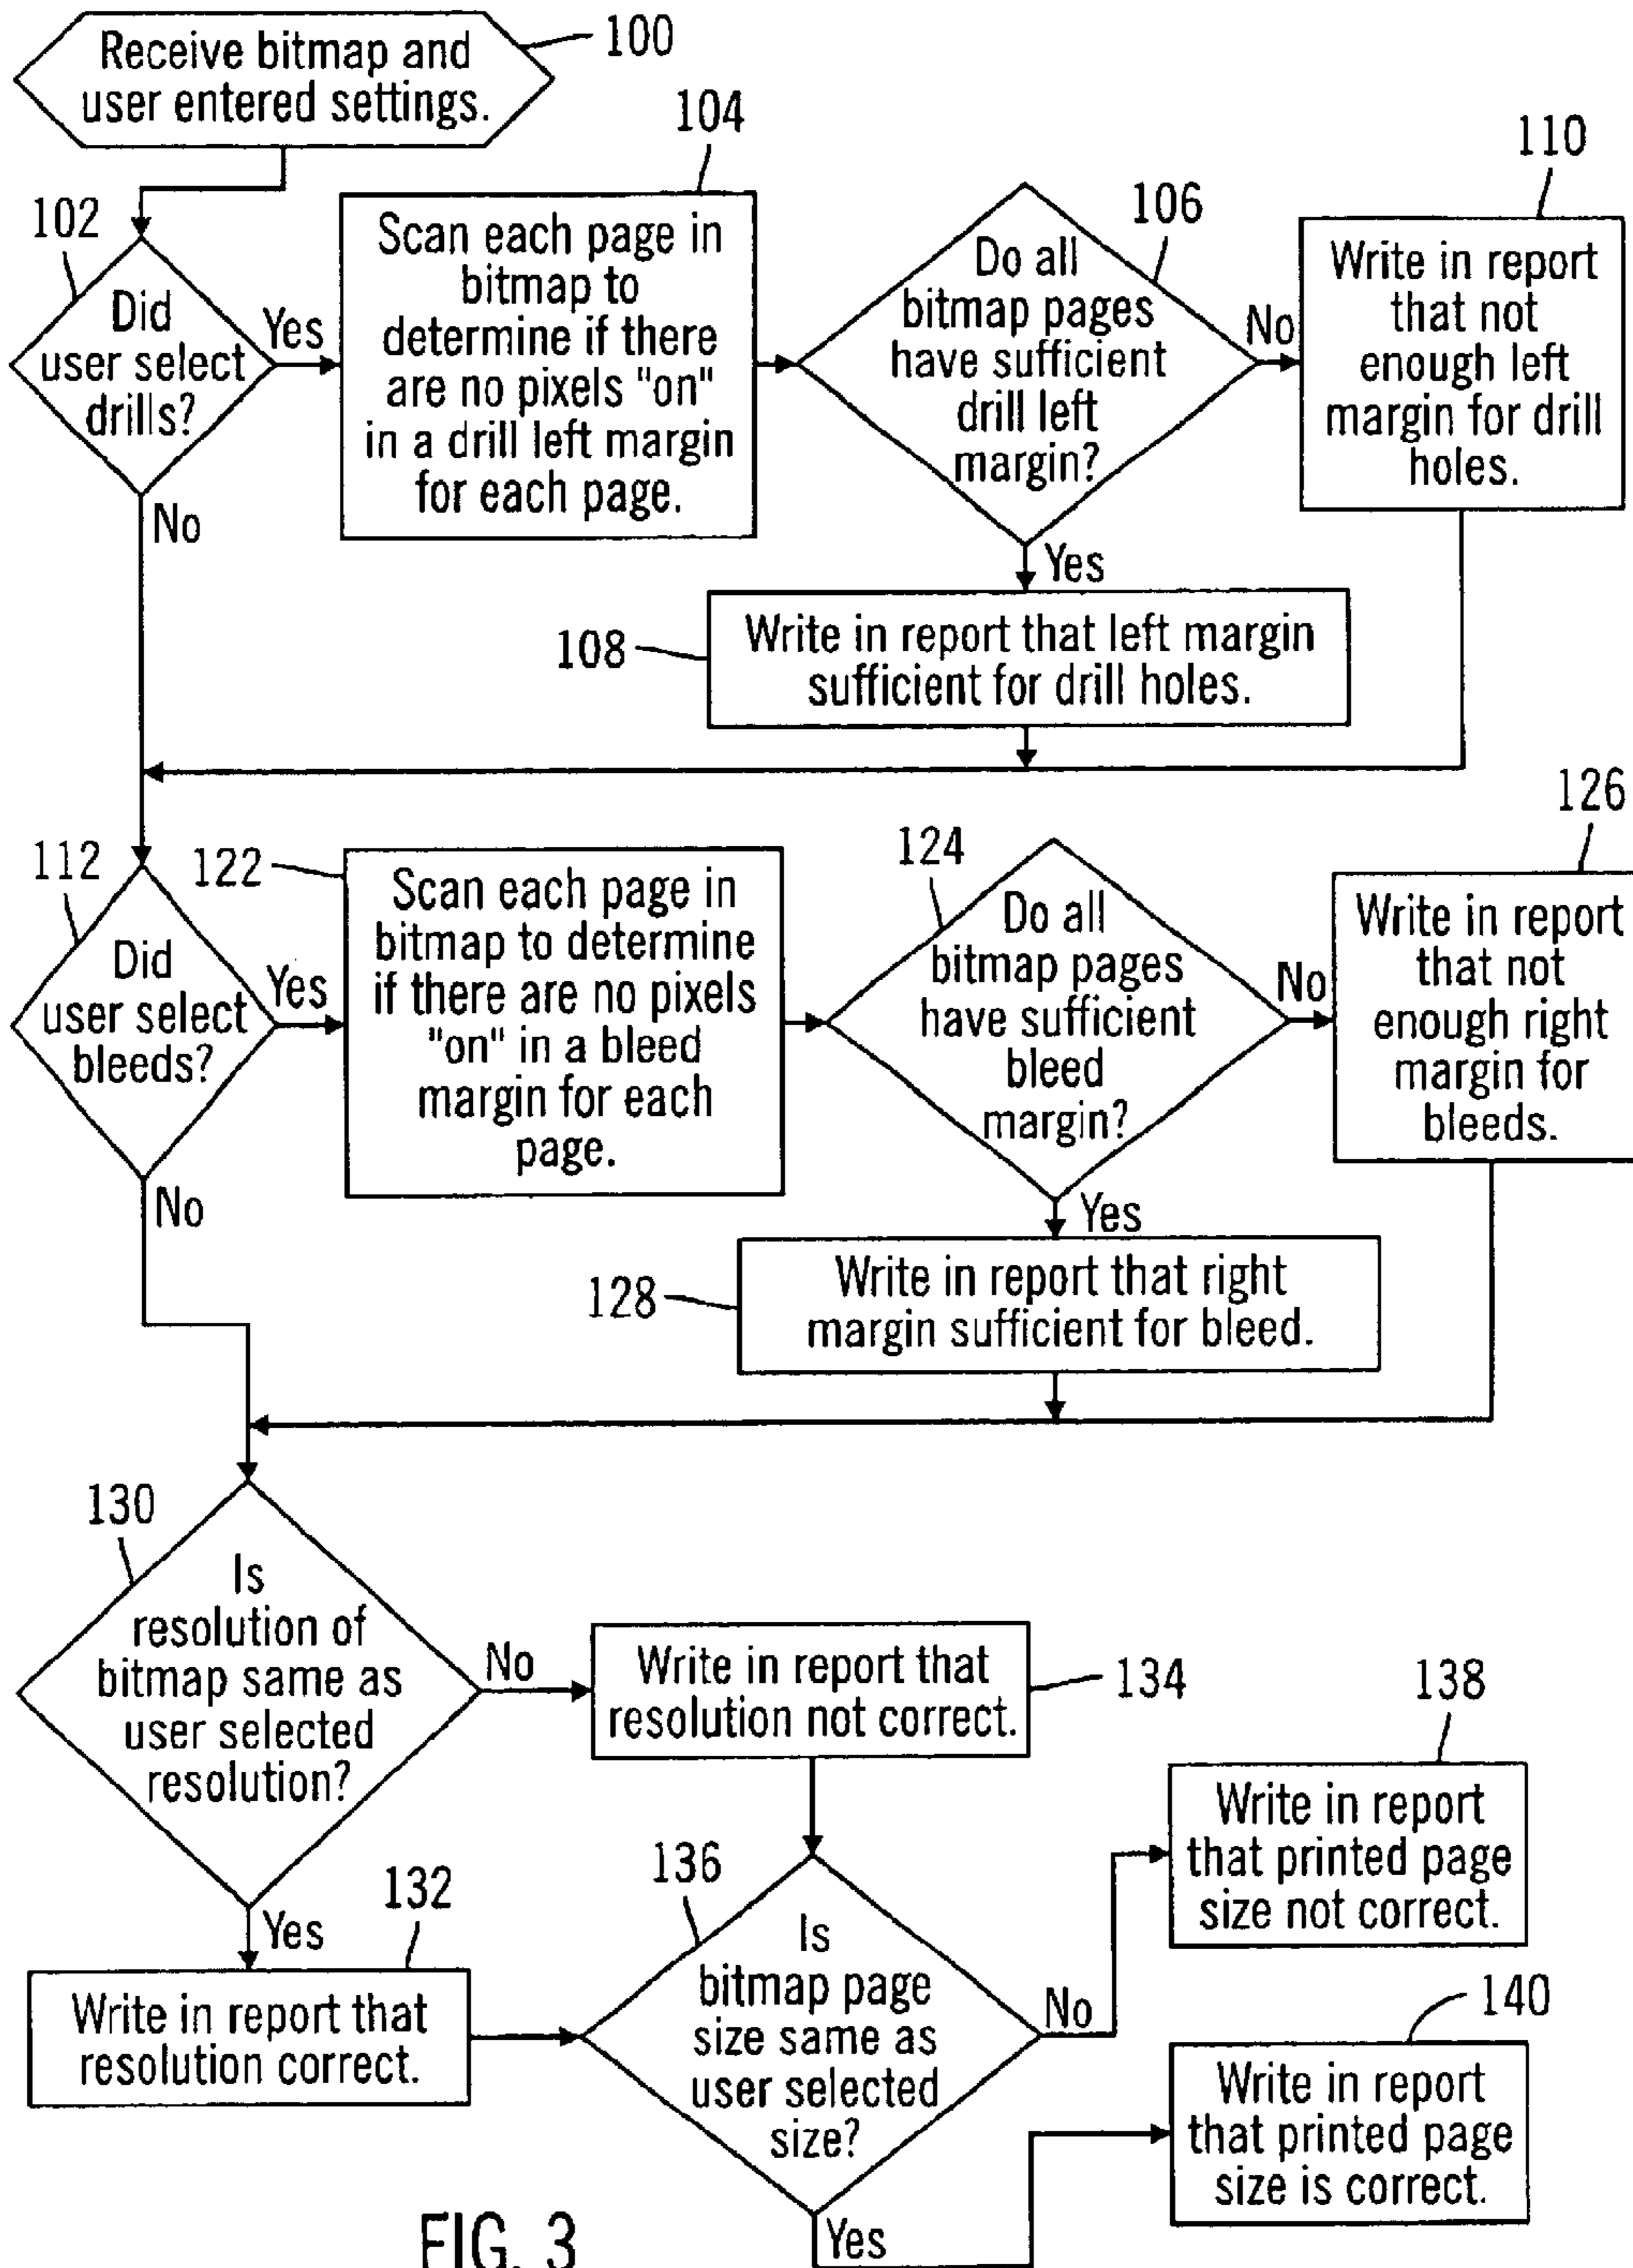 Receive bitmap and
user entered settings.
100
102
Did
user select
drills?
Yes
No
104
Scan each page in
bitmap to
determine if there
are no pixels "on"
in a drill left margin
for each page.
106
Do all
bitmap pages
have sufficient
drill left
margin?
No
Yes
110
Write in report
that not
enough left
margin for drill
holes.
108
Write in report that left margin
sufficient for drill holes.
112
Did
user select
bleeds?
Yes
No
122
Scan each page in
bitmap to determine
if there are no pixels
"on" in a bleed
margin for each
page.
124
Do all
bitmap pages
have sufficient
bleed
margin?
No
Yes
126
Write in report
that not
enough right
margin for
bleeds.
128
Write in report that right
margin sufficient for bleed.
130
Is
resolution of
bitmap same as
user selected
resolution?
No
Yes
134
Write in report that
resolution not correct.
132
Write in report that
resolution correct.
136
Is
bitmap page
size same as
user selected
size?
No
Yes
138
Write in report
that printed page
size not correct.
140
Write in report
that printed page
size is correct.
FIG. 3